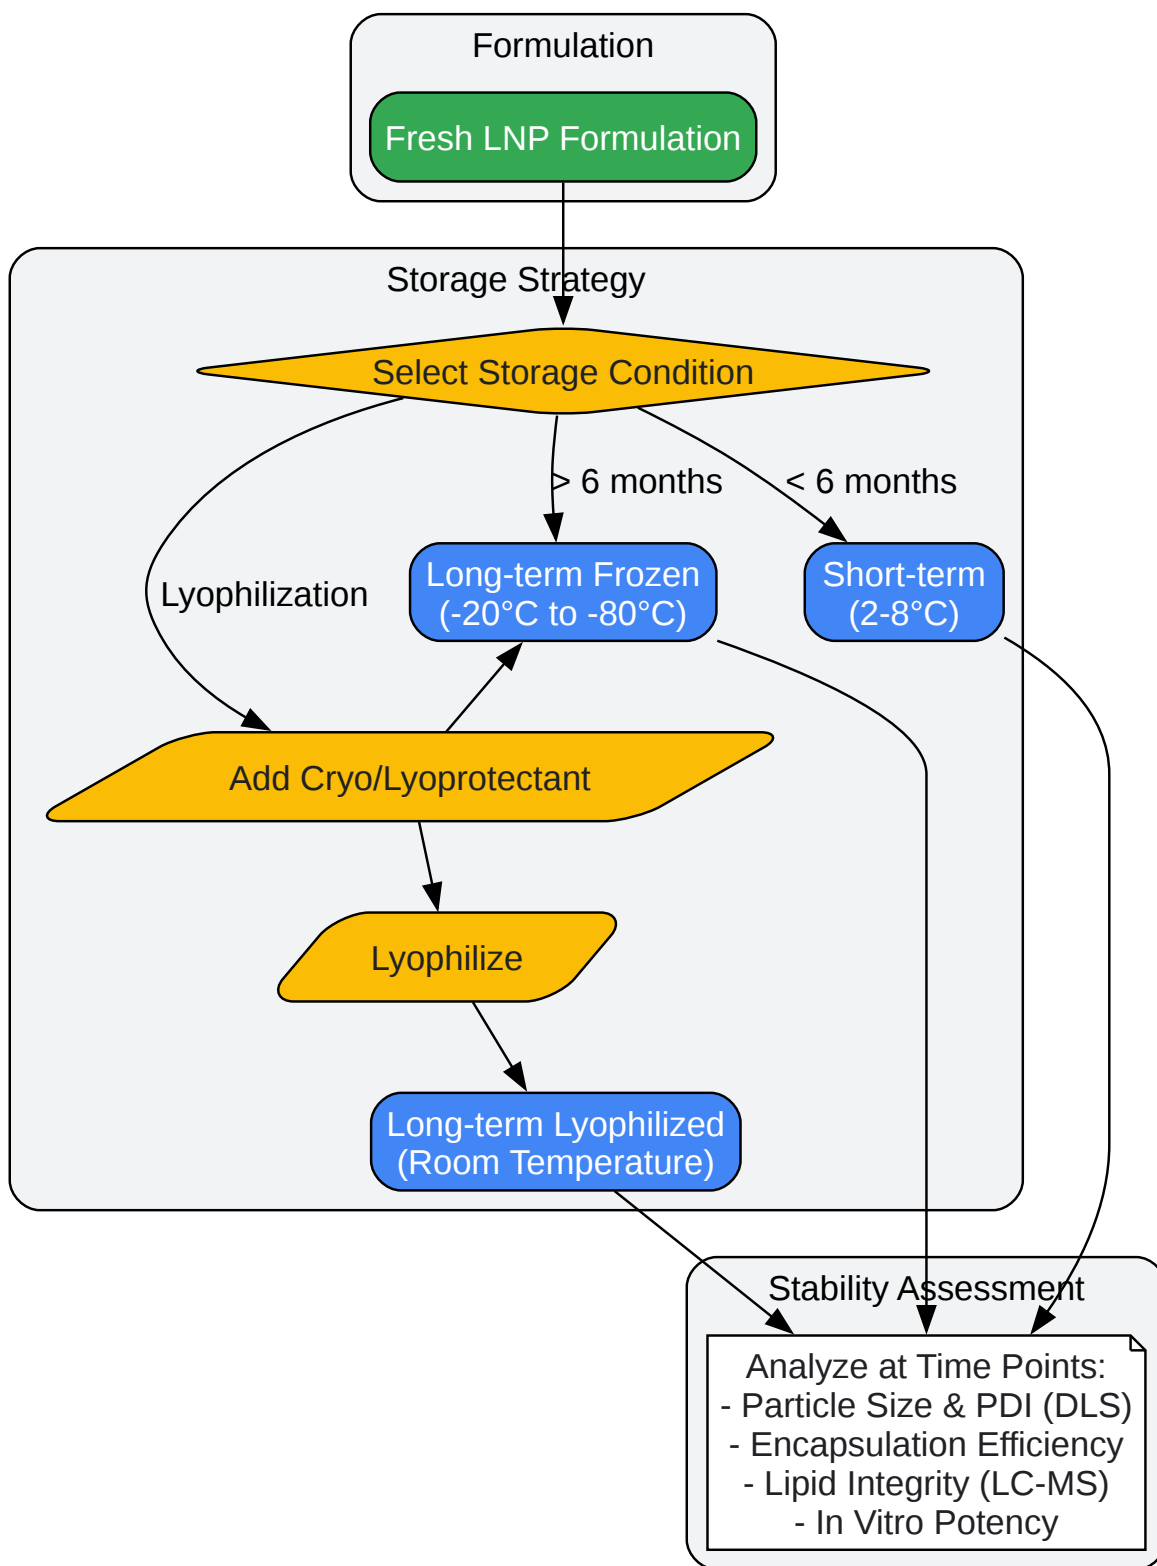 Formulation
Fresh LNP Formulation
Storage Strategy
Select Storage Condition
> 6 months
< 6 months
Lyophilization
Long-term Frozen
(-20°C to -80°C)
Short-term
(2-8°C)
Add Cryo/Lyoprotectant
Lyophilize
Long-term Lyophilized
(Room Temperature)
Stability Assessment
Analyze at Time Points:
- Particle Size & PDI (DLS)
- Encapsulation Efficiency
- Lipid Integrity (LC-MS)
- In Vitro Potency